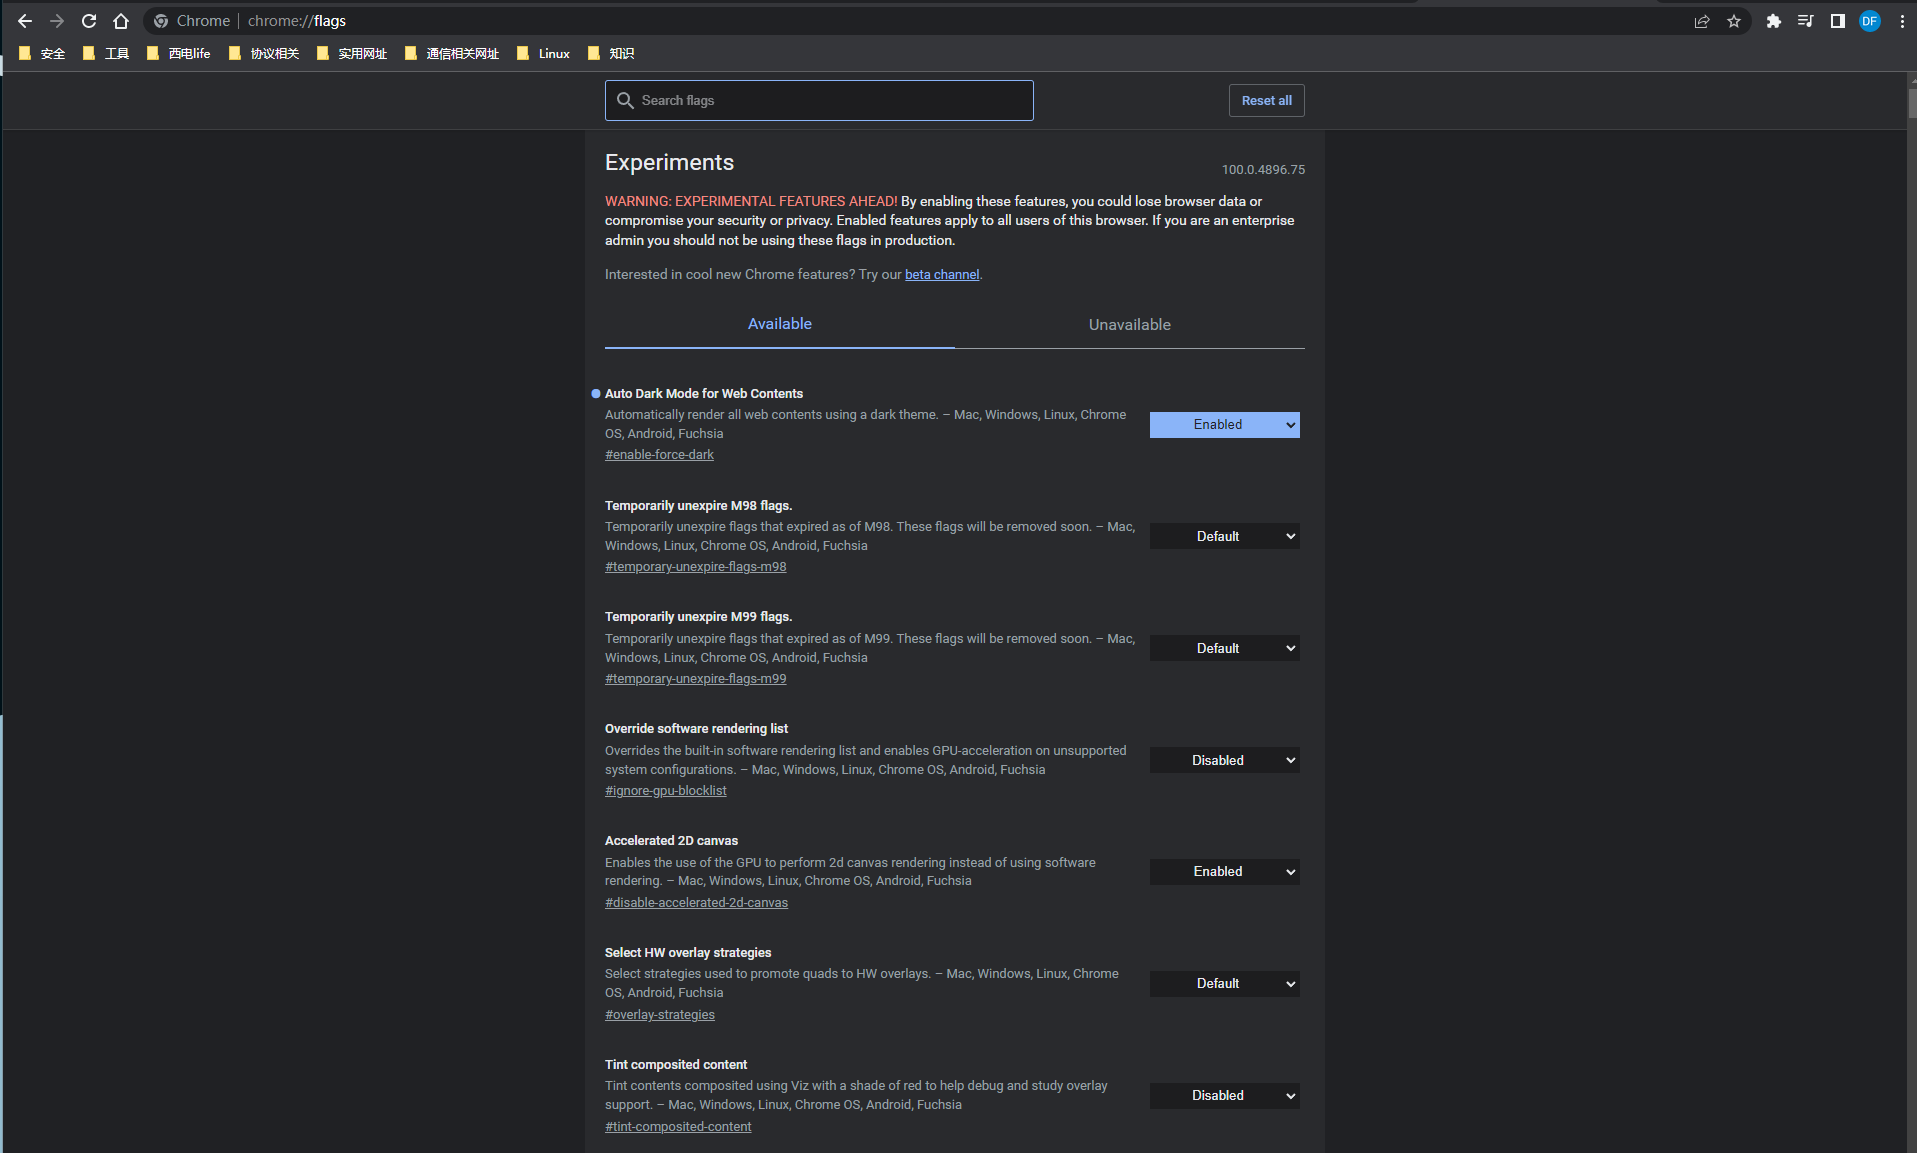 Chrome | chrome://flags
DF
安全 工具 西电life 协议相关 实用网址 通信相关网址 Linux 知识
Search flags
Reset all
Experiments
100.0.4896.75
WARNING: EXPERIMENTAL FEATURES AHEAD! By enabling these features, you could lose browser data or
compromise your security or privacy. Enabled features apply to all users of this browser. If you are an enterprise
admin you should not be using these flags in production.
Interested in cool new Chrome features? Try our beta channel.
Available
Unavailable
Auto Dark Mode for Web Contents
Automatically render all web contents using a dark theme. – Mac, Windows, Linux, Chrome
OS, Android, Fuchsia
#enable-force-dark
Enabled
Temporarily unexpire M98 flags.
Temporarily unexpire flags that expired as of M98. These flags will be removed soon. – Mac,
Windows, Linux, Chrome OS, Android, Fuchsia
#temporary-unexpire-flags-m98
Default
Temporarily unexpire M99 flags.
Temporarily unexpire flags that expired as of M99. These flags will be removed soon. – Mac,
Windows, Linux, Chrome OS, Android, Fuchsia
#temporary-unexpire-flags-m99
Default
Override software rendering list
Overrides the built-in software rendering list and enables GPU-acceleration on unsupported
system configurations. – Mac, Windows, Linux, Chrome OS, Android, Fuchsia
#ignore-gpu-blocklist
Disabled
Accelerated 2D canvas
Enables the use of the GPU to perform 2d canvas rendering instead of using software
rendering. – Mac, Windows, Linux, Chrome OS, Android, Fuchsia
#disable-accelerated-2d-canvas
Enabled
Select HW overlay strategies
Select strategies used to promote quads to HW overlays. – Mac, Windows, Linux, Chrome
OS, Android, Fuchsia
#overlay-strategies
Default
Tint composited content
Tint contents composited using Viz with a shade of red to help debug and study overlay
support. – Mac, Windows, Linux, Chrome OS, Android, Fuchsia
#tint-composited-content
Disabled